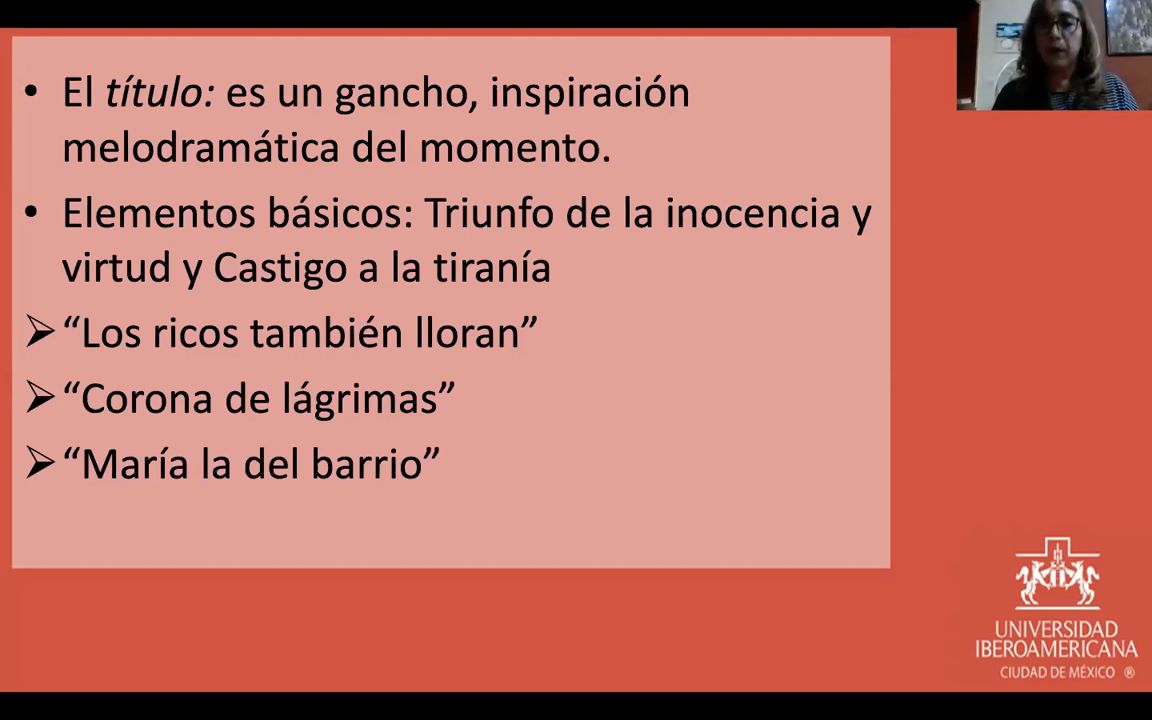 • El título: es un gancho, inspiración
melodramática del momento.
• Elementos básicos: Triunfo de la inocencia y
virtud y Castigo a la tiranía
➢ “Los ricos también lloran”
➢ “Corona de lágrimas”
➢ “María la del barrio”
UNIVERSIDAD
IBEROAMERICANA
CIUDAD DE MÉXICO ®